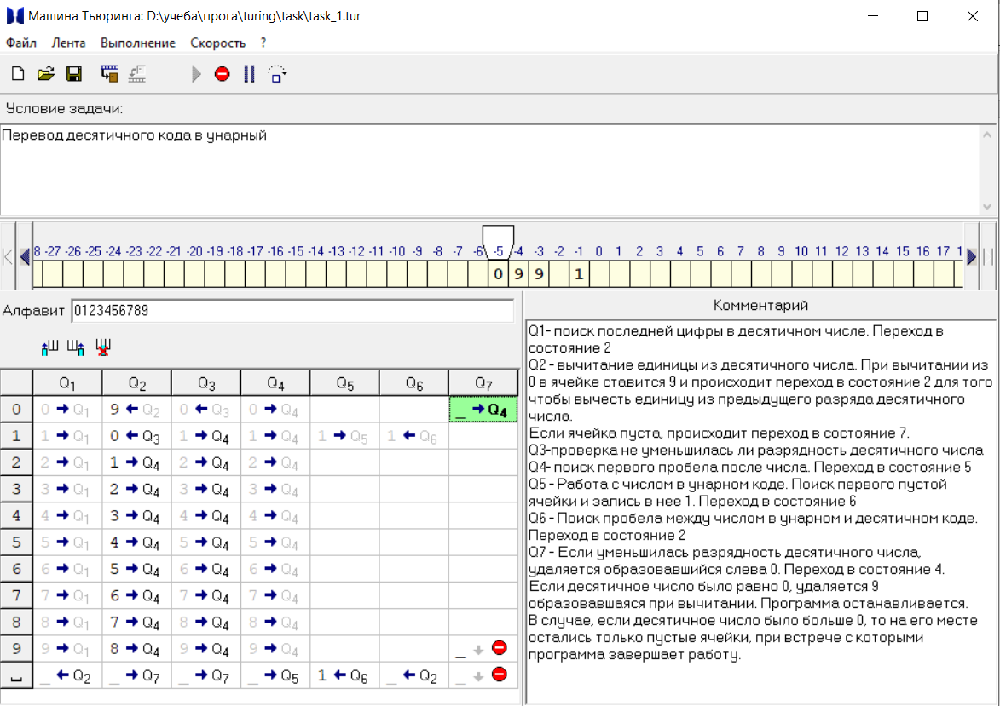 Машина Тьюринга: D:\учеба\прога\turing\task\task_1.tur
Файл Лента Выполнение Скорость ?
Условие задачи:
Перевод десятичного кода в унарный
8 -27 -26 -25 -24 -23 -22 -21 -20 -19 -18 -17 -16 -15 -14 -13 -12 -11 -10 -9 -8 -7 -6 -5 -4 -3 -2 -1 0 1 2 3 4 5 6 7 8 9 10 11 12 13 14 15 16 17 1
0 9 9 1
Алфавит 0123456789
Q1 Q2 Q3 Q4 Q5 Q6 Q7
0 0 → Q1 9 ← Q2 0 ← Q3 0 → Q4 _ → Q4
1 1 → Q1 0 ← Q3 1 → Q4 1 → Q4 1 → Q5 1 ← Q6
2 2 → Q1 1 → Q4 2 → Q4 2 → Q4
3 3 → Q1 2 → Q4 3 → Q4 3 → Q4
4 4 → Q1 3 → Q4 4 → Q4 4 → Q4
5 5 → Q1 4 → Q4 5 → Q4 5 → Q4
6 6 → Q1 5 → Q4 6 → Q4 6 → Q4
7 7 → Q1 6 → Q4 7 → Q4 7 → Q4
8 8 → Q1 7 → Q4 8 → Q4 8 → Q4
9 9 → Q1 8 → Q4 9 → Q4 9 → Q4 _ ↓
_ ← Q2 _ → Q7 _ → Q7 _ → Q5 1 ← Q6 _ ← Q2 _ ↓
Комментарий
Q1- поиск последней цифры в десятичном числе. Переход в
состояние 2
Q2 - вычитание единицы из десятичного числа. При вычитании из
0 в ячейке ставится 9 и происходит переход в состояние 2 для того
чтобы вычесть единицу из предыдущего разряда десятичного
числа.
Если ячейка пуста, происходит переход в состояние 7.
Q3-проверка не уменьшилась ли разрядность десятичного числа
Q4- поиск первого пробела после числа. Переход в состояние 5
Q5 - Работа с числом в унарном коде. Поиск первого пустой
ячейки и запись в нее 1. Переход в состояние 6
Q6 - Поиск пробела между числом в унарном и десятичном коде.
Переход в состояние 2
Q7 - Если уменьшилась разрядность десятичного числа,
удаляется образовавшийся слева 0. Переход в состояние 4.
Если десятичное число было равно 0, удаляется 9
образовавшаяся при вычитании. Программа останавливается.
В случае, если десятичное число было больше 0, то на его месте
остались только пустые ячейки, при встрече с которыми
программа завершает работу.